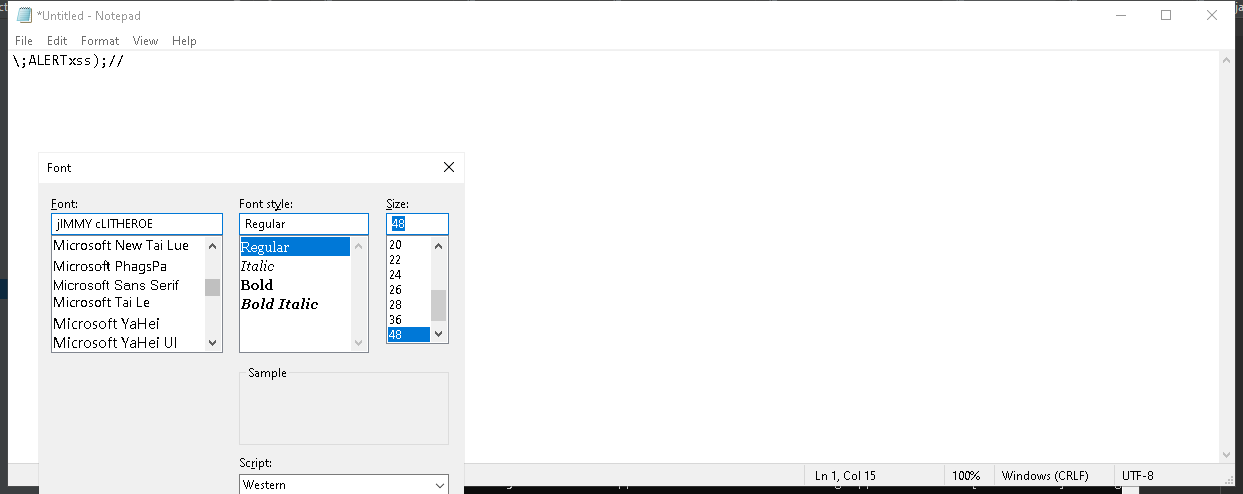 *Untitled - Notepad
File Edit Format View Help
\;ALERTxss);//
Font
Font: Font style: Size:
jIMMY cLITHEROE Regular 48
Microsoft New Tai Lue
Microsoft PhagsPa
Microsoft Sans Serif
Microsoft Tai Le
Microsoft YaHei
Microsoft YaHei UI
Regular
Italic
Bold
Bold Italic
20
22
24
26
28
36
48
Sample
Script:
Western
Ln 1, Col 15 100% Windows (CRLF) UTF-8